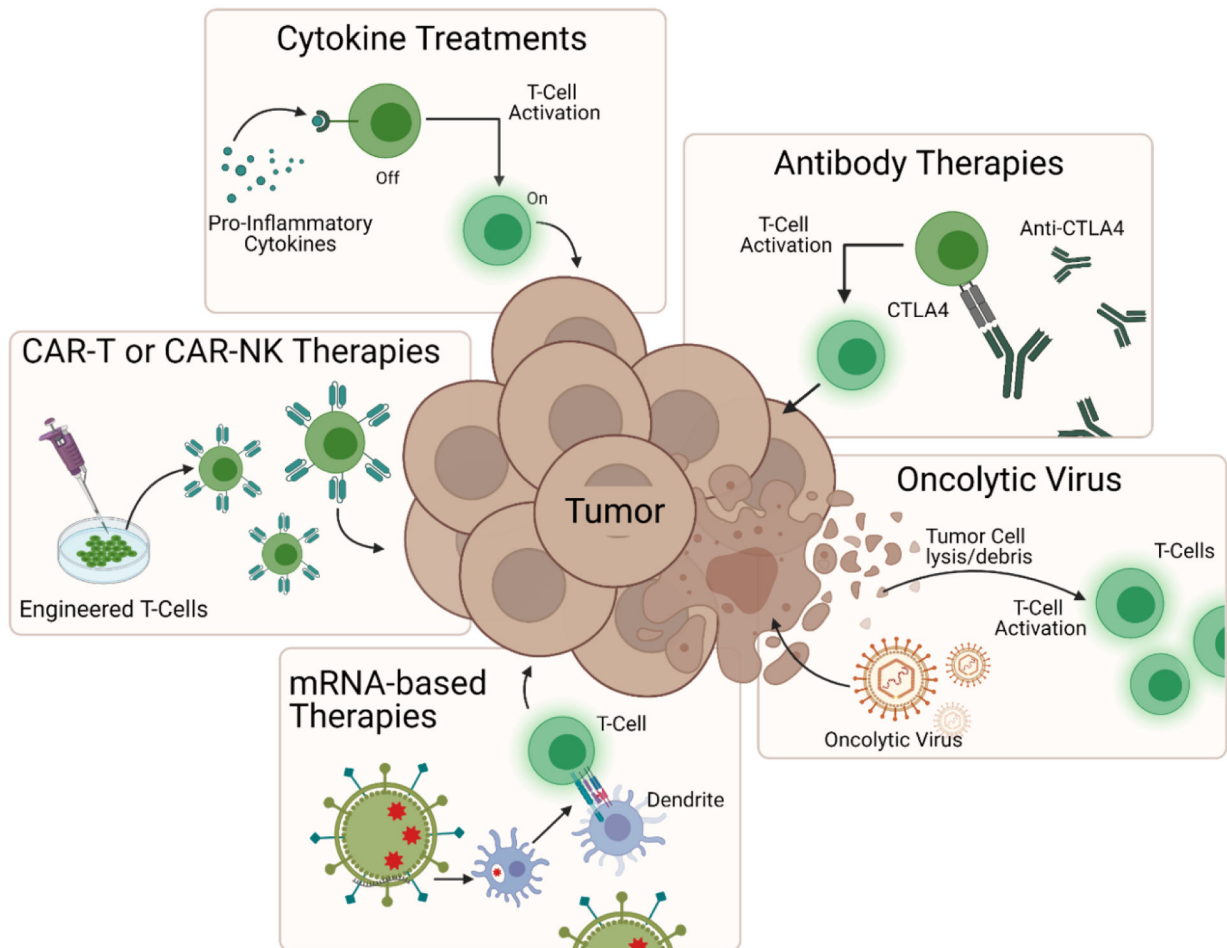 Cytokine Treatments
T-Cell
Activation
Off
On
Pro-Inflammatory
Cytokines
Antibody Therapies
T-Cell
Activation
Anti-CTLA4
CTLA4
CAR-T or CAR-NK Therapies
Engineered T-Cells
Tumor
Oncolytic Virus
Tumor Cell
lysis/debris
T-Cells
T-Cell
Activation
Oncolytic Virus
mRNA-based
Therapies
T-Cell
Dendrite